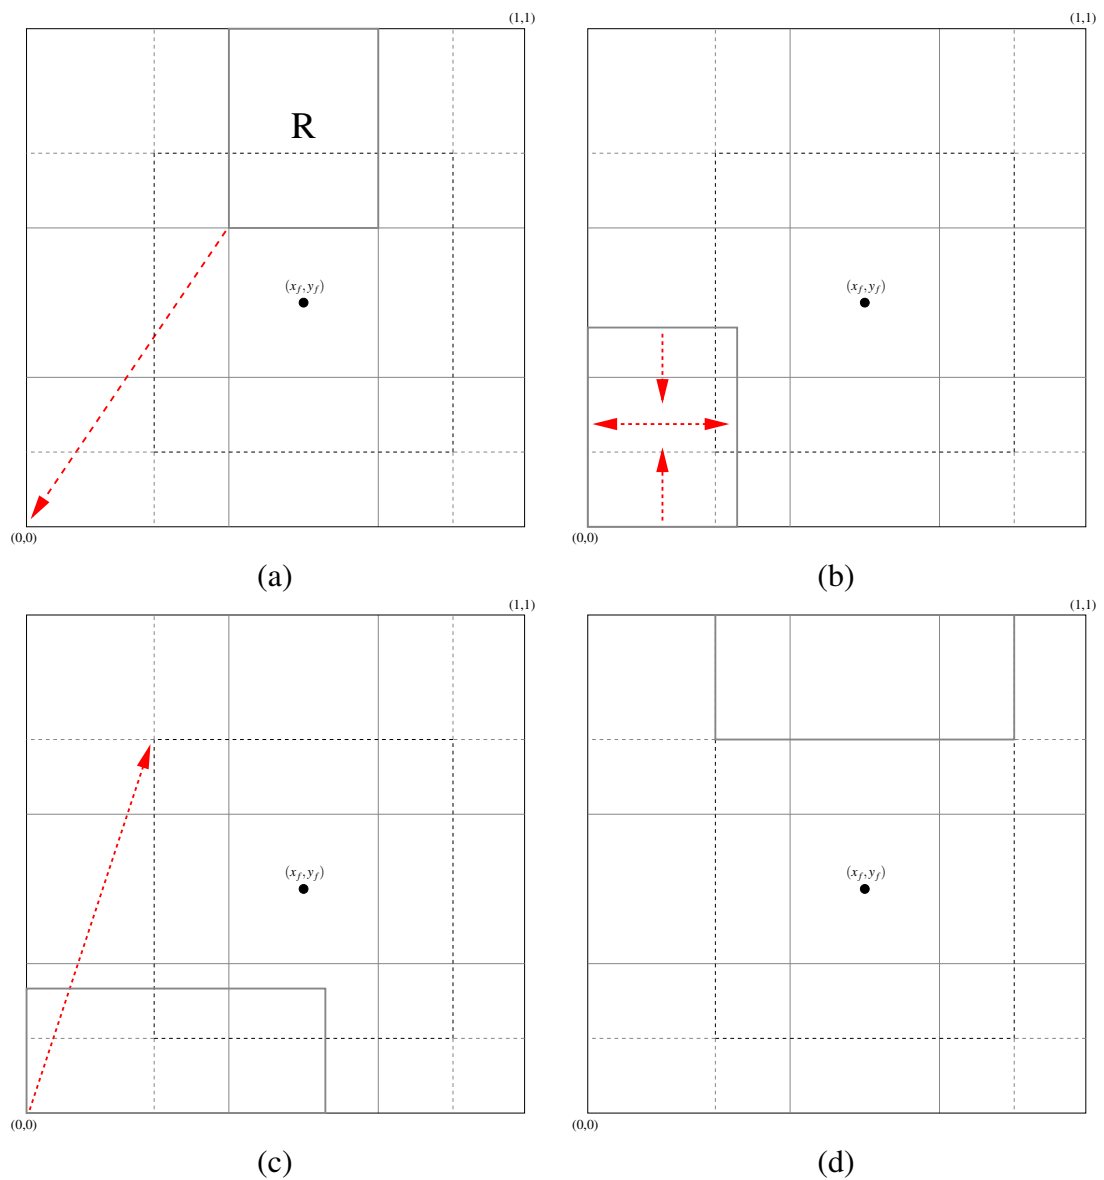 (1,1)
R
(x_f, y_f)
(0,0)
(a)
(1,1)
(x_f, y_f)
(0,0)
(b)
(1,1)
(x_f, y_f)
(0,0)
(c)
(1,1)
(x_f, y_f)
(0,0)
(d)